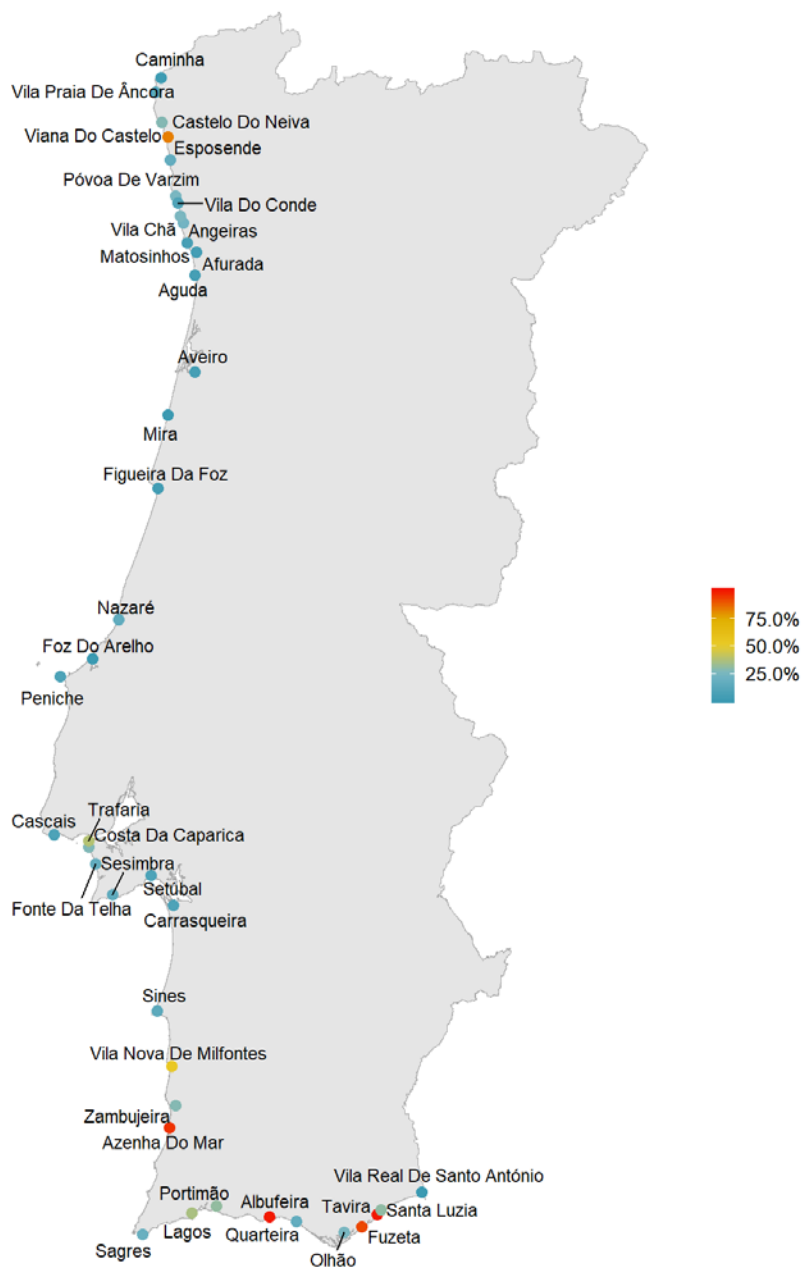 Caminha
Vila Praia De Âncora
Castelo Do Neiva
Viana Do Castelo
Esposende
Póvoa De Varzim
Vila Do Conde
Vila Chã
Angeiras
Matosinhos
Afurada
Aguda
Aveiro
Mira
Figueira Da Foz
75.0%
50.0%
25.0%
Nazaré
Foz Do Arelho
Peniche
Trafaria
Cascais
Costa Da Caparica
Sesimbra
Setúbal
Fonte Da Telha
Carrasqueira
Sines
Vila Nova De Milfontes
Zambujeira
Azenha Do Mar
Vila Real De Santo António
Portimão
Albufeira
Tavira
Santa Luzia
Lagos
Quarteira
Fuzeta
Sagres
Olhão